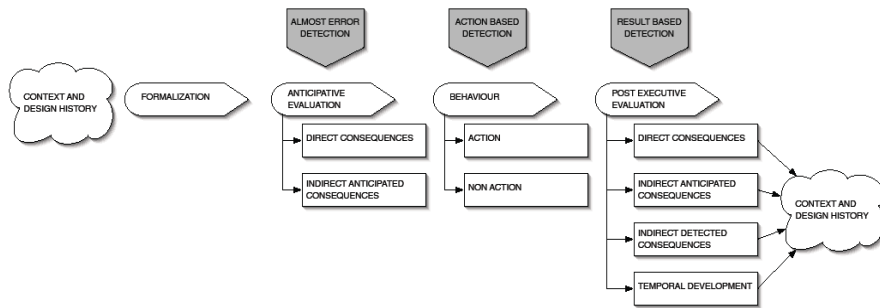 ALMOST ERROR
DETECTION
ACTION BASED
DETECTION
RESULT BASED
DETECTION
CONTEXT AND
DESIGN HISTORY
FORMALIZATION
ANTICIPATIVE
EVALUATION
BEHAVIOUR
POST EXECUTIVE
EVALUATION
DIRECT CONSEQUENCES
ACTION
DIRECT CONSEQUENCES
INDIRECT ANTICIPATED
CONSEQUENCES
NON ACTION
INDIRECT ANTICIPATED
CONSEQUENCES
CONTEXT AND
DESIGN HISTORY
INDIRECT DETECTED
CONSEQUENCES
TEMPORAL DEVELOPMENT